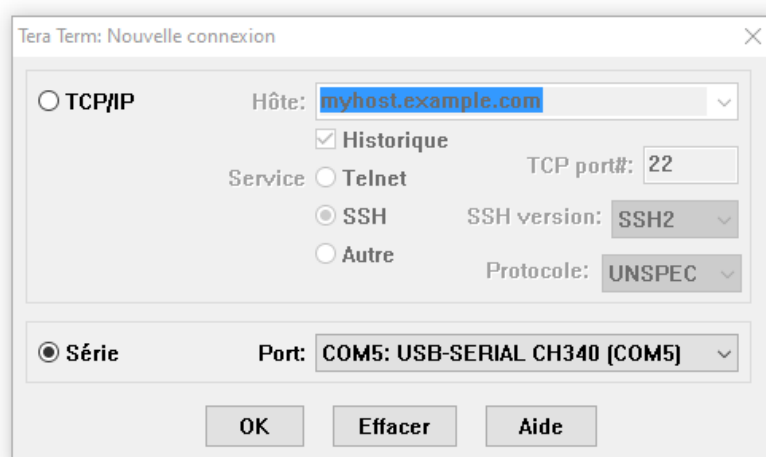 Tera Term: Nouvelle connexion
TCP/IP Hôte: myhost.example.com
Historique
Service Telnet TCP port#: 22
SSH SSH version: SSH2
Autre Protocole: UNSPEC
Série Port: COM5: USB-SERIAL CH340 (COM5)
OK Effacer Aide